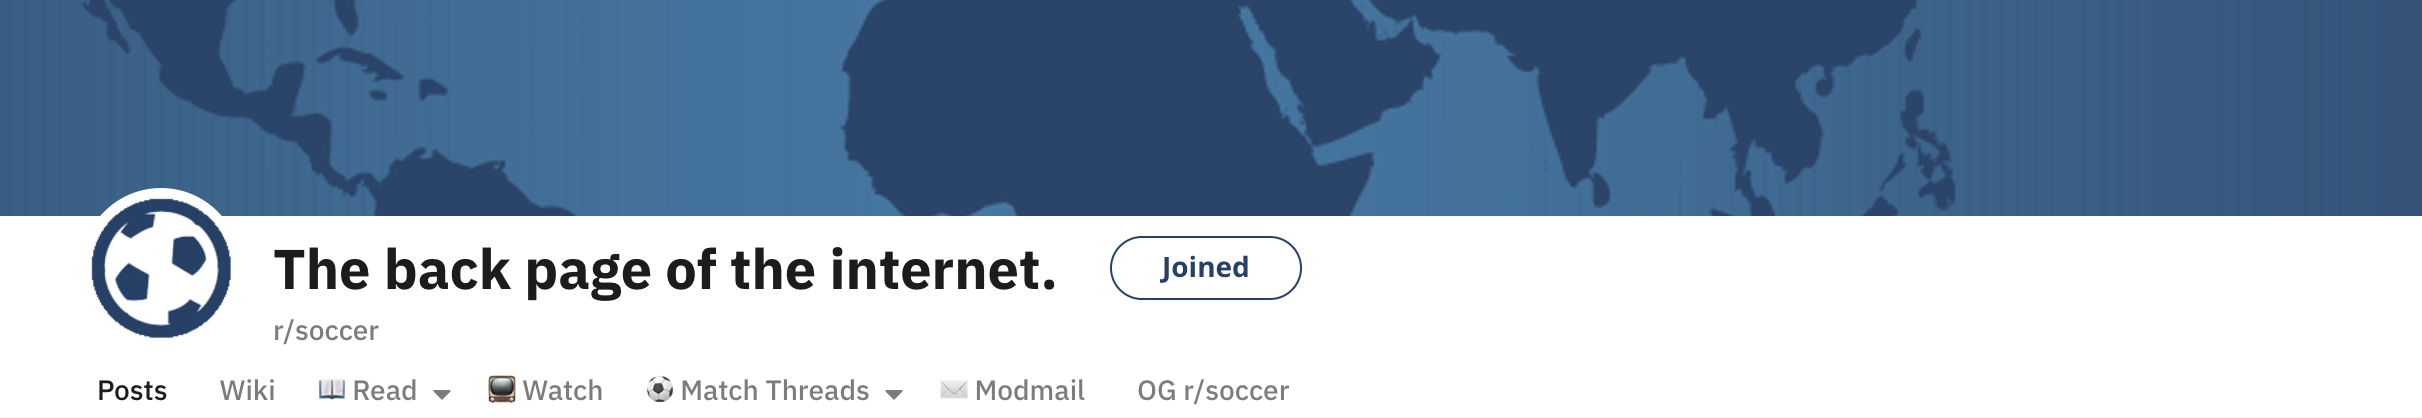 The back page of the internet.
Joined
r/soccer
Posts Wiki Read Watch Match Threads Modmail OG r/soccer